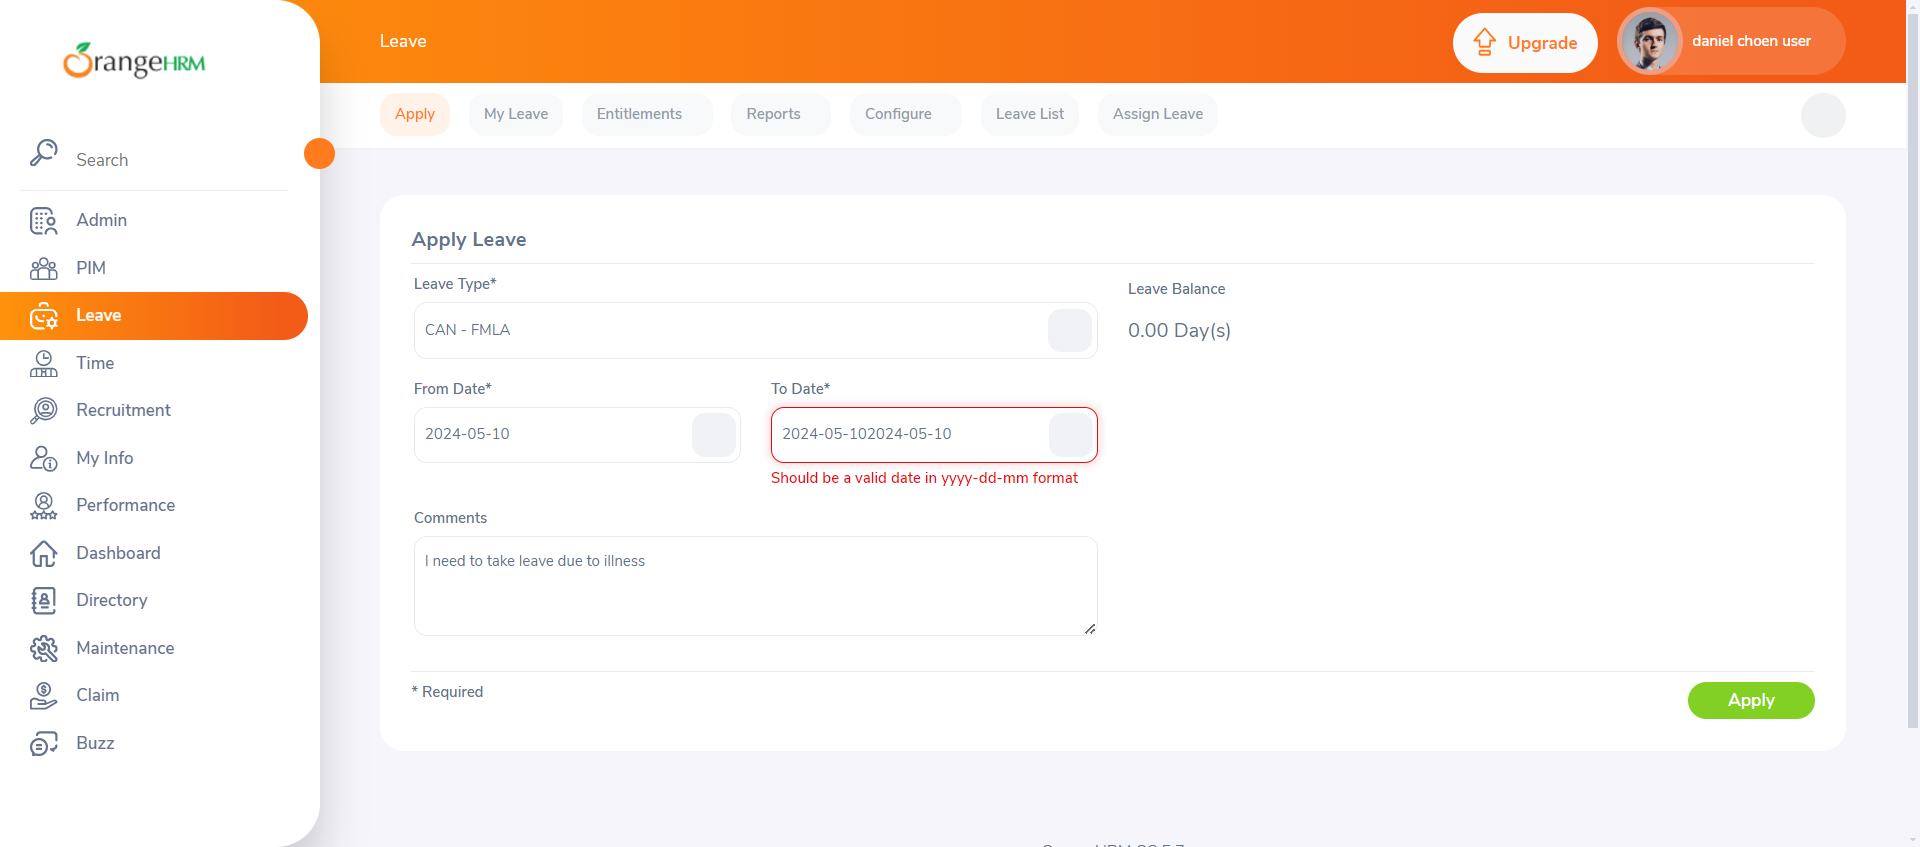 OrangeHRM
Leave
Upgrade
daniel choen user
Apply
My Leave
Entitlements
Reports
Configure
Leave List
Assign Leave
Search
Admin
PIM
Leave
Time
Recruitment
My Info
Performance
Dashboard
Directory
Maintenance
Claim
Buzz
Apply Leave
Leave Type*
CAN - FMLA
Leave Balance
0.00 Day(s)
From Date*
2024-05-10
To Date*
2024-05-102024-05-10
Should be a valid date in yyyy-dd-mm format
Comments
I need to take leave due to illness
* Required
Apply